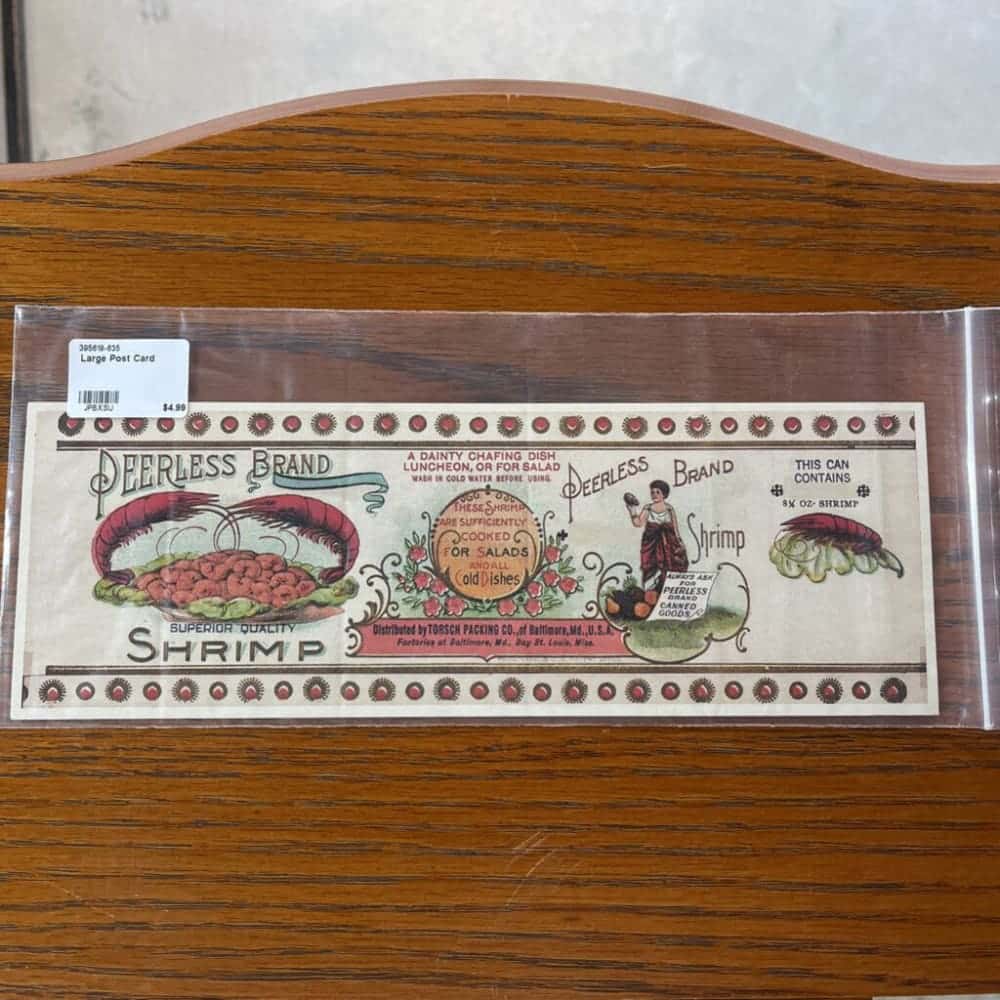 395619-635
Large Post Card
JPBXSIJ
$4.99
PEERLESS BRAND
SUPERIOR QUALITY
SHRIMP
A DAINTY CHAFING DISH
LUNCHEON, OR FOR SALAD
WASH IN COLD WATER BEFORE USING.
THESE SHRIMP
ARE SUFFICIENTLY
COOKED
FOR SALADS
AND ALL
Cold Dishes
Distributed by TORSCH PACKING CO., of Baltimore, Md., U.S.A.
Factories at Baltimore, Md., Bay St. Louis, Miss.
PEERLESS BRAND
Shrimp
ALWAYS ASK
FOR
PEERLESS
BRAND
CANNED
GOODS
THIS CAN
CONTAINS
8½ OZ- SHRIMP